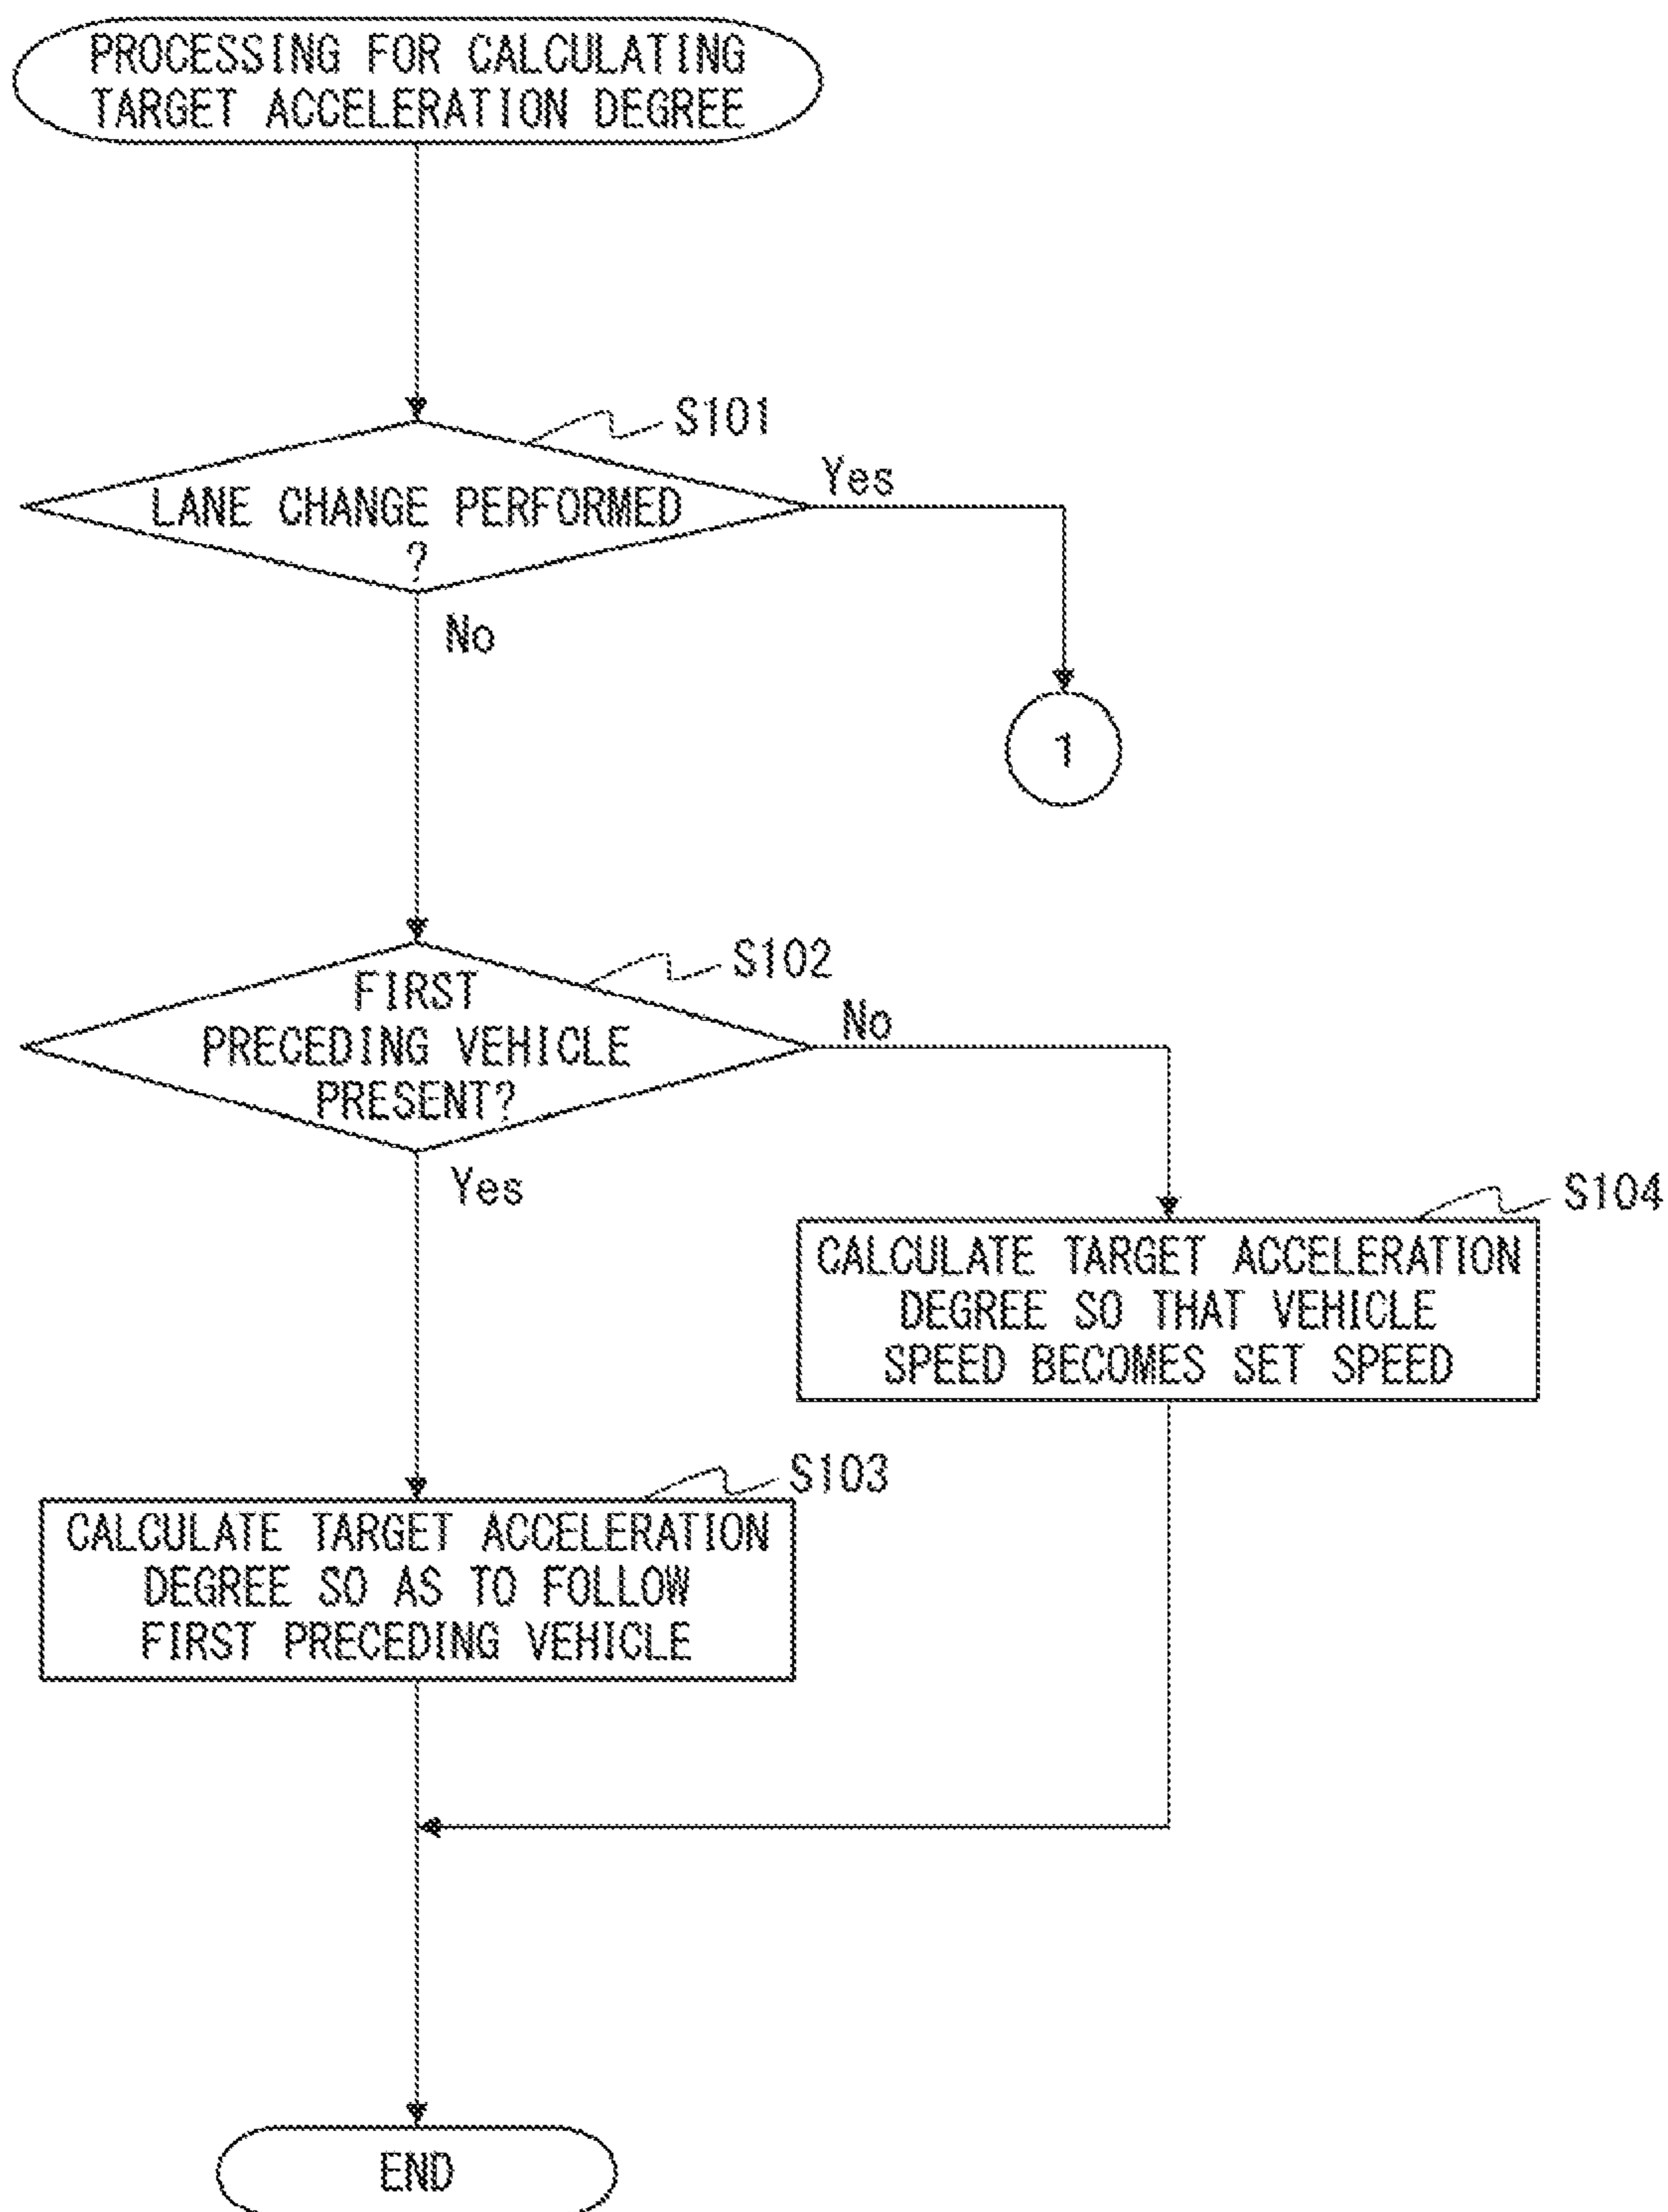 PROCESSING FOR CALCULATING
TARGET ACCELERATION DEGREE
S101
LANE CHANGE PERFORMED
?
Yes
No
1
S102
FIRST
PRECEDING VEHICLE
PRESENT?
No
Yes
S104
CALCULATE TARGET ACCELERATION
DEGREE SO THAT VEHICLE
SPEED BECOMES SET SPEED
S103
CALCULATE TARGET ACCELERATION
DEGREE SO AS TO FOLLOW
FIRST PRECEDING VEHICLE
END